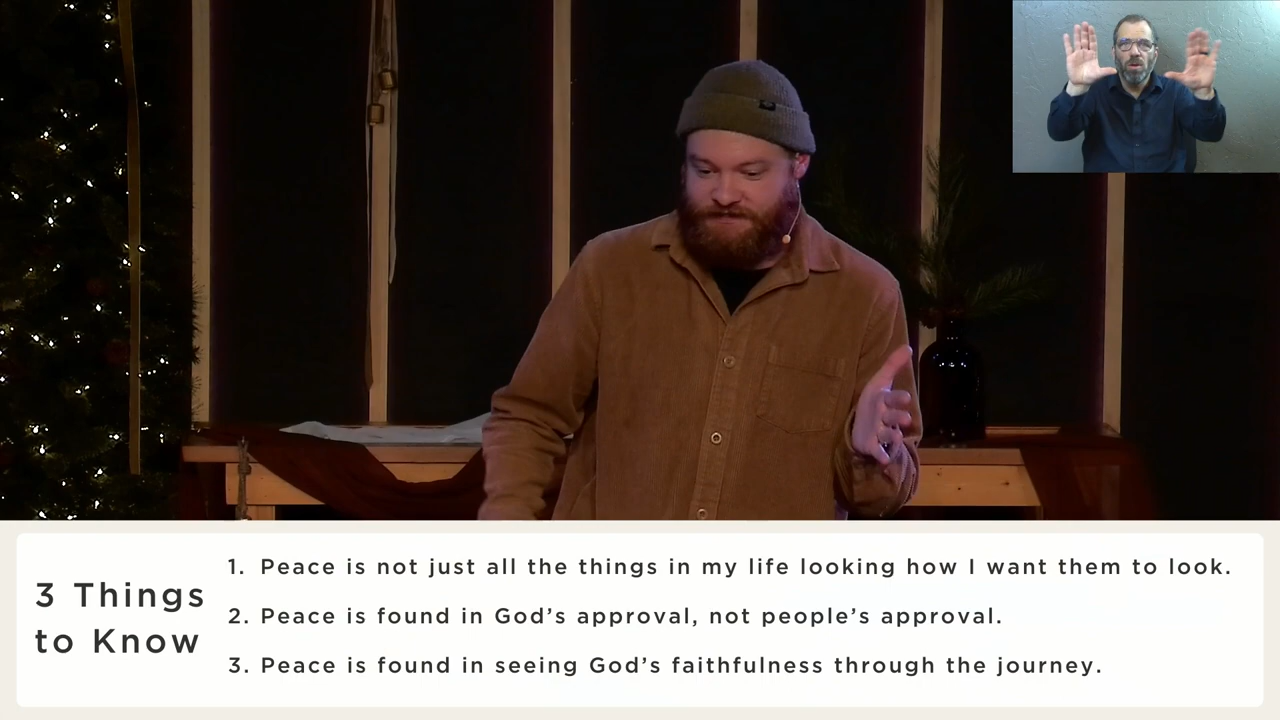 3 Things
to Know
1. Peace is not just all the things in my life looking how I want them to look.
2. Peace is found in God’s approval, not people’s approval.
3. Peace is found in seeing God’s faithfulness through the journey.